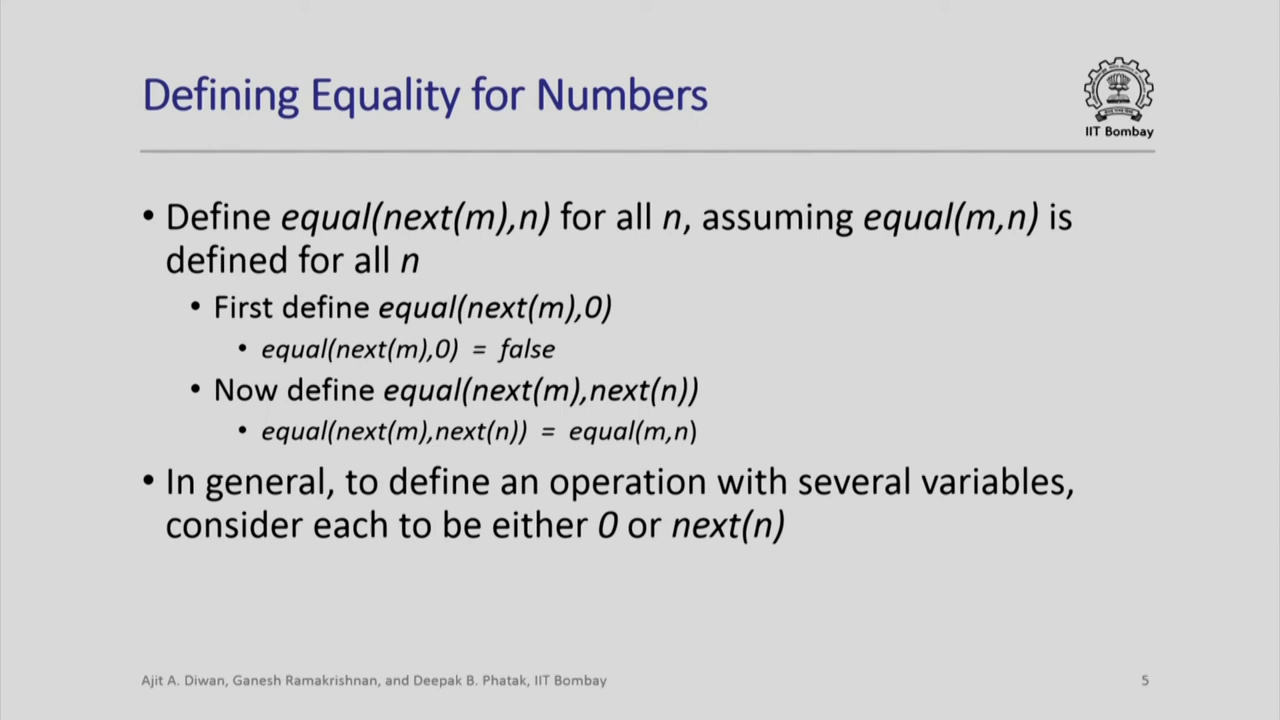 Defining Equality for Numbers
IIT Bombay
• Define equal(next(m),n) for all n, assuming equal(m,n) is
defined for all n
• First define equal(next(m),0)
• equal(next(m),0) = false
• Now define equal(next(m),next(n))
• equal(next(m),next(n)) = equal(m,n)
• In general, to define an operation with several variables,
consider each to be either 0 or next(n)
Ajit A. Diwan, Ganesh Ramakrishnan, and Deepak B. Phatak, IIT Bombay
5